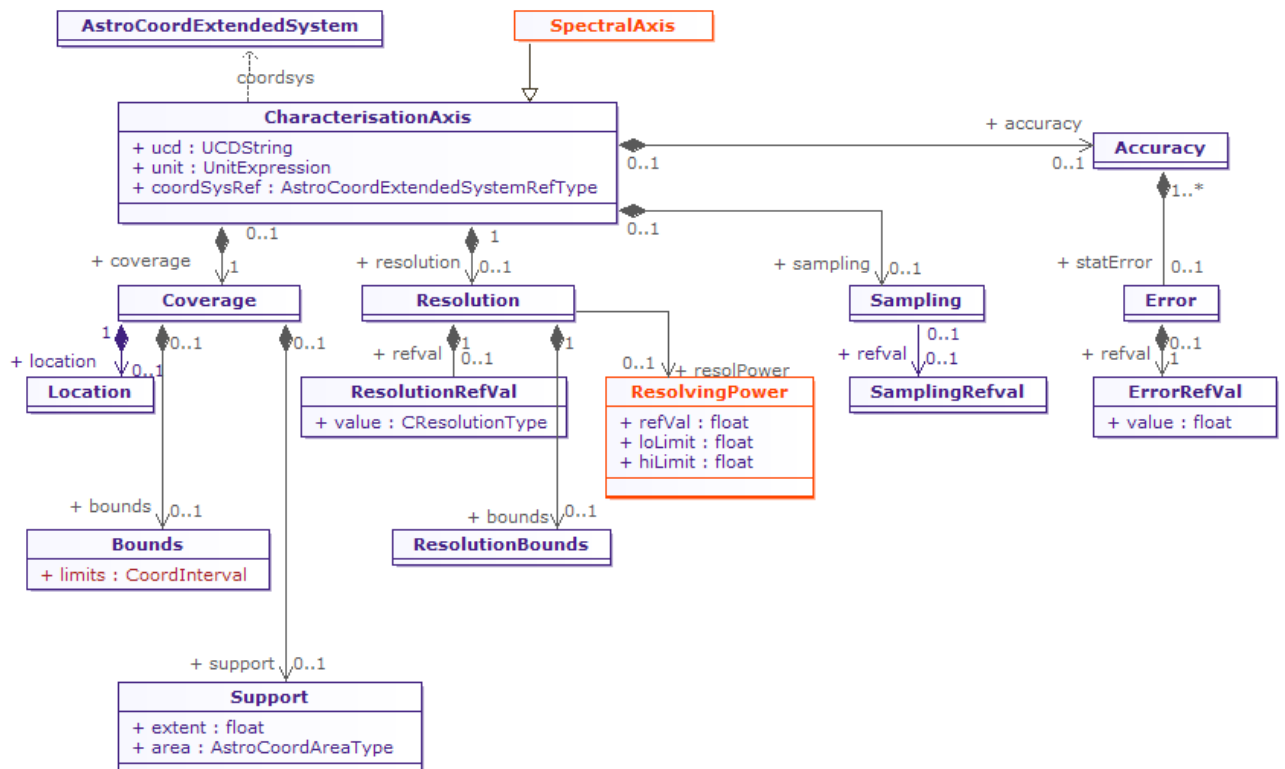 AstroCoordExtendedSystem
SpectralAxis
coordsys
CharacterisationAxis
+ ucd : UCDString
+ unit : UnitExpression
+ coordSysRef : AstroCoordExtendedSystemRefType
0..1
+ accuracy
0..1
Accuracy
1..*
0..1
0..1
+ coverage
1
1
+ resolution
0..1
+ sampling
0..1
+ statError
0..1
Coverage
Resolution
Sampling
Error
1
+ location
0..1
0..1
0..1
1
+ refval
0..1
1
0..1
+ resolPower
0..1
+ refval
0..1
0..1
+ refval
1
Location
ResolutionRefVal
+ value : CResolutionType
ResolvingPower
+ refVal : float
+ loLimit : float
+ hiLimit : float
SamplingRefval
ErrorRefVal
+ value : float
+ bounds
0..1
+ bounds
0..1
Bounds
+ limits : CoordInterval
ResolutionBounds
+ support
0..1
Support
+ extent : float
+ area : AstroCoordAreaType